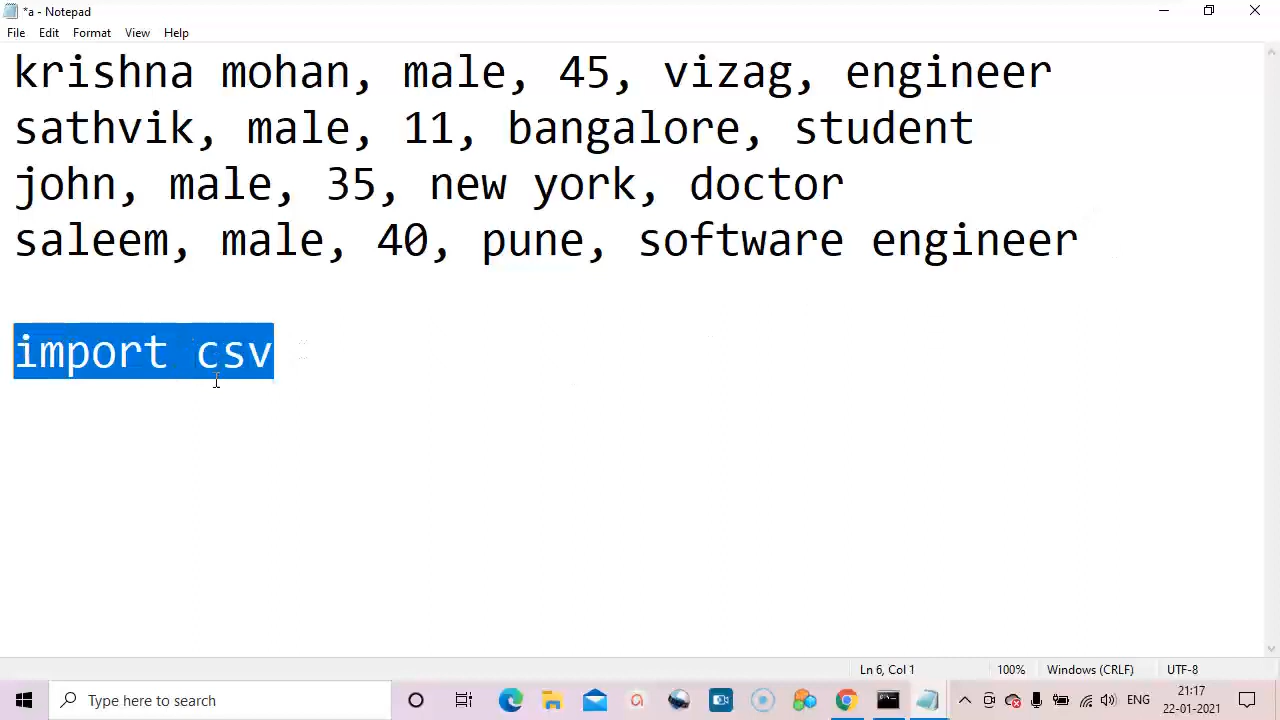 *a - Notepad
File Edit Format View Help
krishna mohan, male, 45, vizag, engineer
sathvik, male, 11, bangalore, student
john, male, 35, new york, doctor
saleem, male, 40, pune, software engineer
import csv
Ln 6, Col 1 100% Windows (CRLF) UTF-8
Type here to search
ENG
21:17
22-01-2021